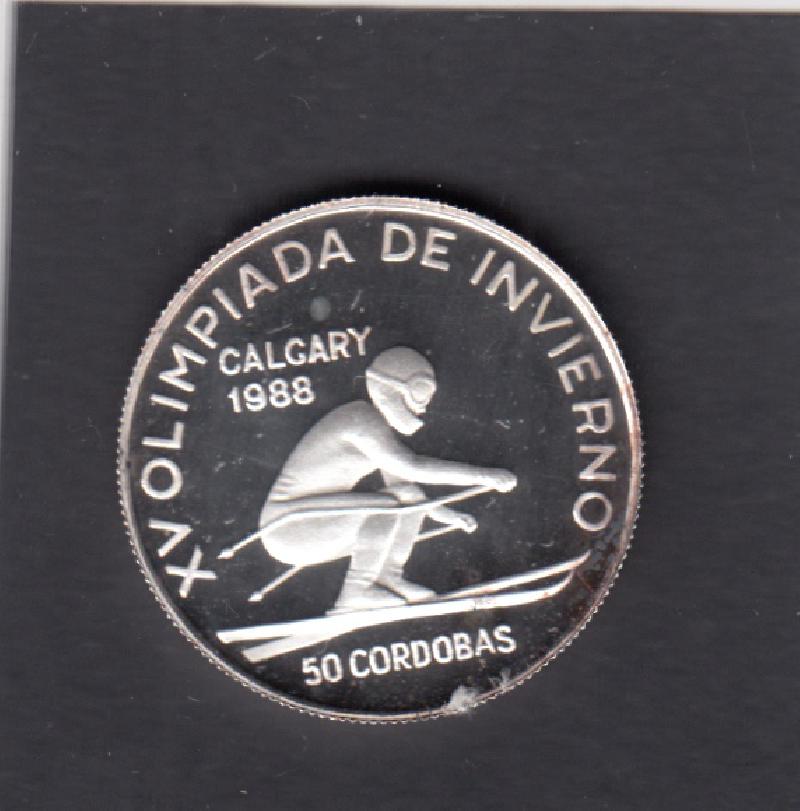 XV OLIMPIADA DE INVIERNO
CALGARY
1988
50 CORDOBAS